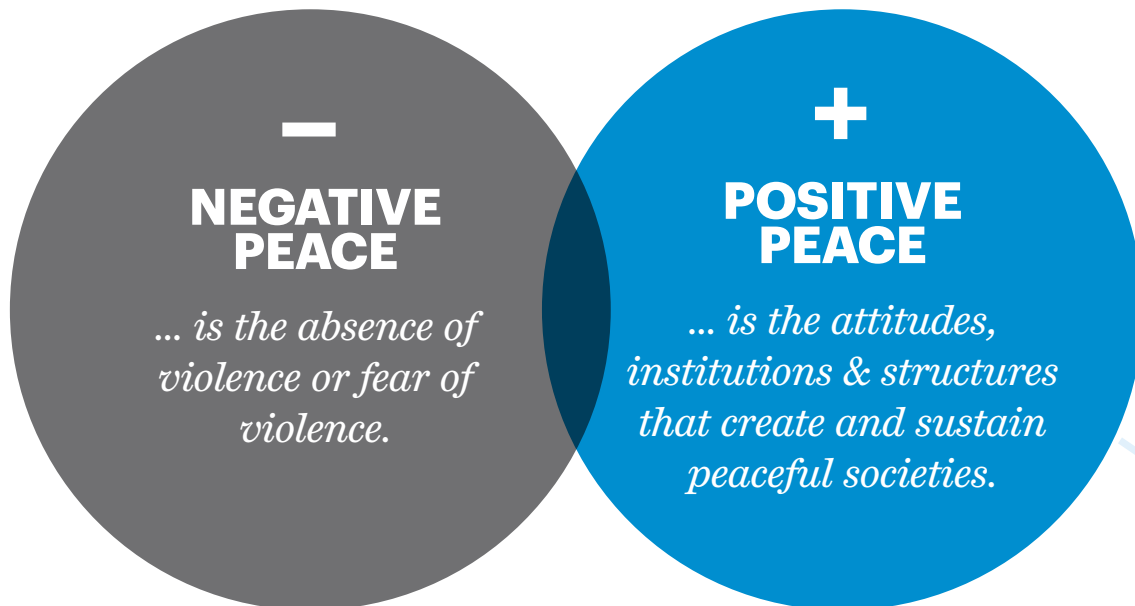 –
NEGATIVE
PEACE
... is the absence of
violence or fear of
violence.
+
POSITIVE
PEACE
... is the attitudes,
institutions & structures
that create and sustain
peaceful societies.